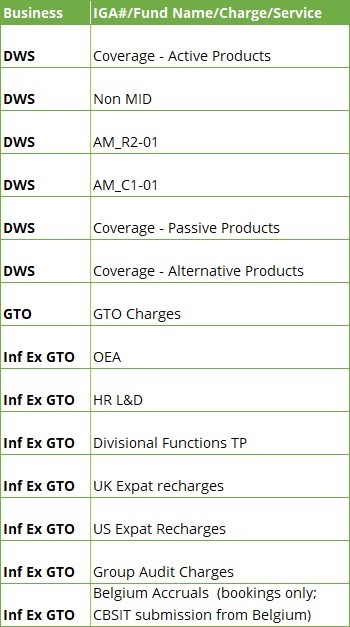 Business IGA#/Fund Name/Charge/Service
DWS Coverage - Active Products
DWS Non MID
DWS AM_R2-01
DWS AM_C1-01
DWS Coverage - Passive Products
DWS Coverage - Alternative Products
GTO GTO Charges
Inf Ex GTO OEA
Inf Ex GTO HR L&D
Inf Ex GTO Divisional Functions TP
Inf Ex GTO UK Expat recharges
Inf Ex GTO US Expat Recharges
Inf Ex GTO Group Audit Charges
Belgium Accruals  (bookings only;
Inf Ex GTO CBSIT submission from Belgium)